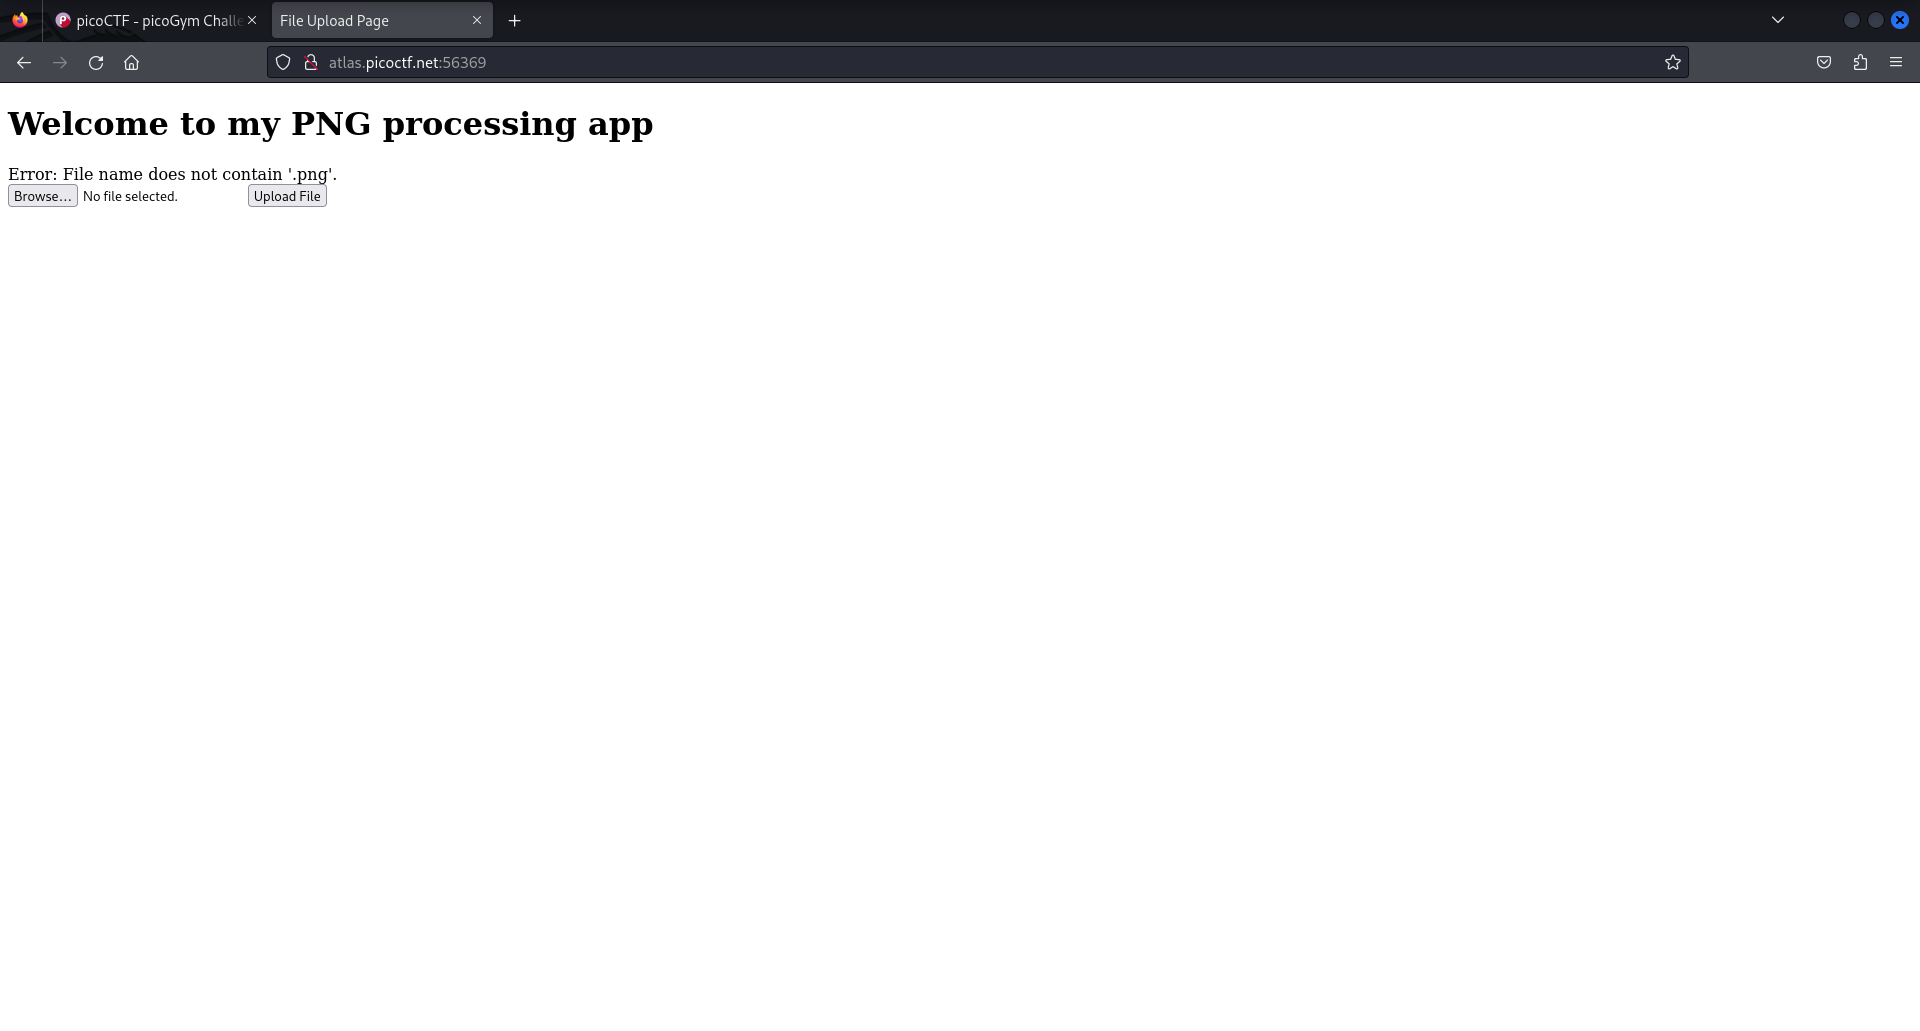 picoCTF - picoGym Challe
File Upload Page
atlas.picoctf.net:56369
Welcome to my PNG processing app
Error: File name does not contain '.png'.
Browse... No file selected. Upload File